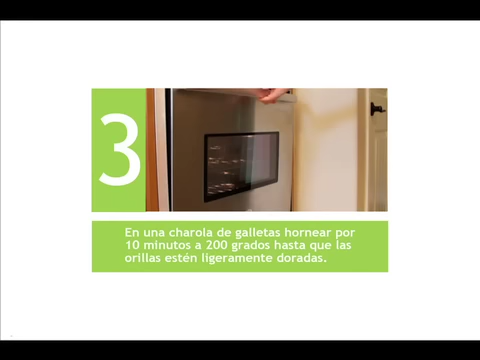 3
En una charola de galletas hornear por
10 minutos a 200 grados hasta que las
orillas estén ligeramente doradas.